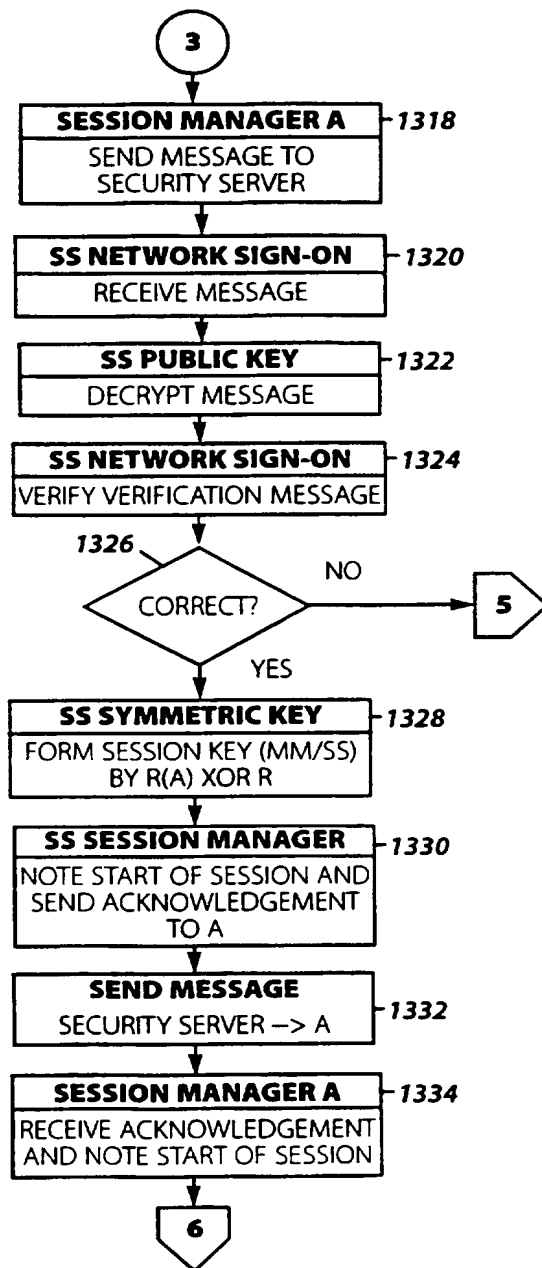 3
SESSION MANAGER A
1318
SEND MESSAGE TO
SECURITY SERVER
SS NETWORK SIGN-ON
1320
RECEIVE MESSAGE
SS PUBLIC KEY
1322
DECRYPT MESSAGE
SS NETWORK SIGN-ON
1324
VERIFY VERIFICATION MESSAGE
1326
CORRECT?
NO
5
YES
SS SYMMETRIC KEY
1328
FORM SESSION KEY (MM/SS)
BY R(A) XOR R
SS SESSION MANAGER
1330
NOTE START OF SESSION AND
SEND ACKNOWLEDGEMENT
TO A
SEND MESSAGE
SECURITY SERVER —> A
1332
SESSION MANAGER A
1334
RECEIVE ACKNOWLEDGEMENT
AND NOTE START OF SESSION
6